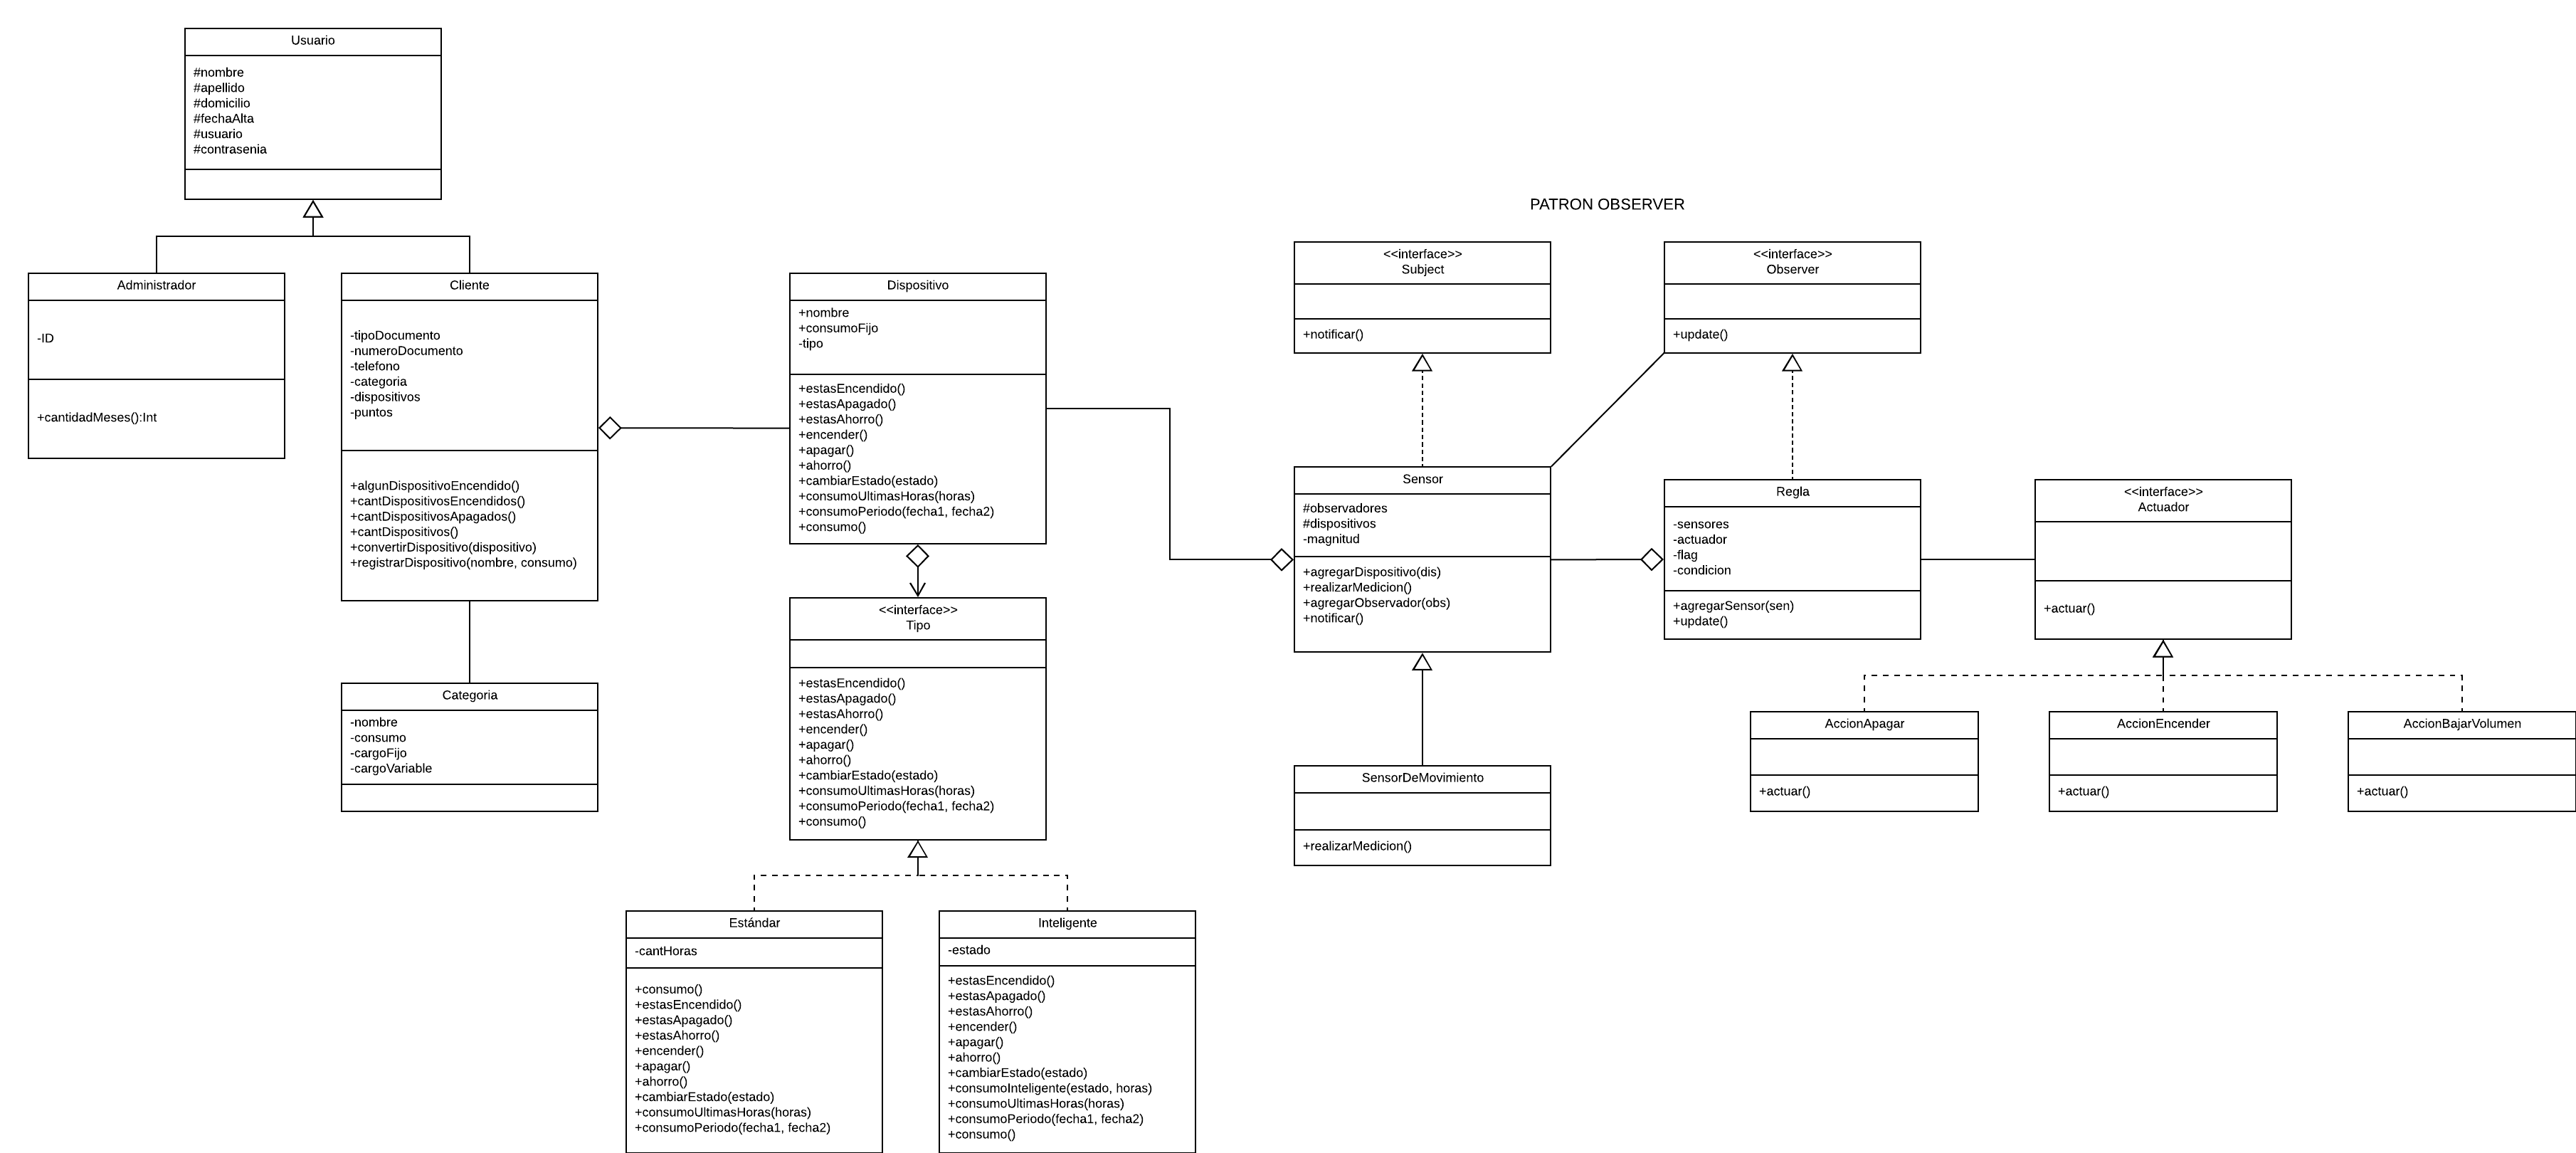 Usuario
#nombre
#apellido
#domicilio
#fechaAlta
#usuario
#contrasenia
Administrador
-ID
+cantidadMeses():Int
Cliente
-tipoDocumento
-numeroDocumento
-telefono
-categoria
-dispositivos
-puntos
+algunDispositivoEncendido()
+cantDispositivosEncendidos()
+cantDispositivosApagados()
+cantDispositivos()
+convertirDispositivo(dispositivo)
+registrarDispositivo(nombre, consumo)
Categoria
-nombre
-consumo
-cargoFijo
-cargoVariable
Dispositivo
+nombre
+consumoFijo
-tipo
+estasEncendido()
+estasApagado()
+estasAhorro()
+encender()
+apagar()
+ahorro()
+cambiarEstado(estado)
+consumoUltimasHoras(horas)
+consumoPeriodo(fecha1, fecha2)
+consumo()
<<interface>>
Tipo
+estasEncendido()
+estasApagado()
+estasAhorro()
+encender()
+apagar()
+ahorro()
+cambiarEstado(estado)
+consumoUltimasHoras(horas)
+consumoPeriodo(fecha1, fecha2)
+consumo()
Estándar
-cantHoras
+consumo()
+estasEncendido()
+estasApagado()
+estasAhorro()
+encender()
+apagar()
+ahorro()
+cambiarEstado(estado)
+consumoUltimasHoras(horas)
+consumoPeriodo(fecha1, fecha2)
Inteligente
-estado
+estasEncendido()
+estasApagado()
+estasAhorro()
+encender()
+apagar()
+ahorro()
+cambiarEstado(estado)
+consumoInteligente(estado, horas)
+consumoUltimasHoras(horas)
+consumoPeriodo(fecha1, fecha2)
+consumo()
PATRON OBSERVER
<<interface>>
Subject
+notificar()
<<interface>>
Observer
+update()
Sensor
#observadores
#dispositivos
-magnitud
+agregarDispositivo(dis)
+realizarMedicion()
+agregarObservador(obs)
+notificar()
Regla
-sensores
-actuador
-flag
-condicion
+agregarSensor(sen)
+update()
<<interface>>
Actuador
+actuar()
SensorDeMovimiento
+realizarMedicion()
AccionApagar
+actuar()
AccionEncender
+actuar()
AccionBajarVolumen
+actuar()